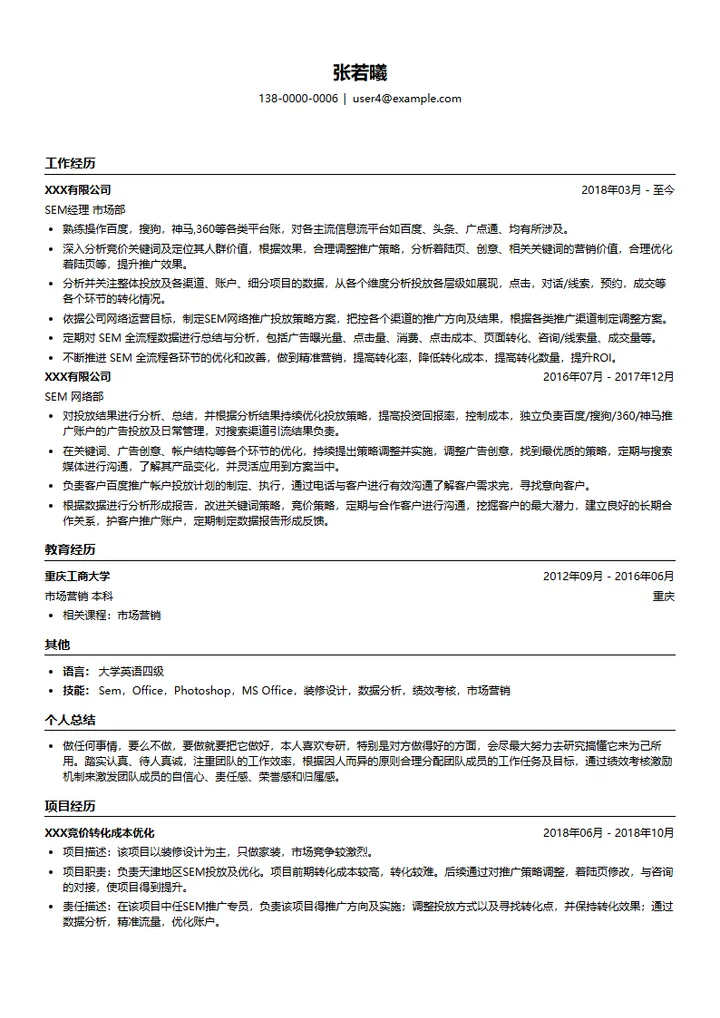 张若曦
138-0000-0006 | user4@example.com
工作经历
XXX有限公司 2018年03月 - 至今
SEM经理 市场部
• 熟练操作百度，搜狗，神马,360等各类平台账，对各主流信息流平台如百度、头条、广点通、均有所涉及。
• 深入分析竞价关键词及定位其人群价值，根据效果，合理调整推广策略，分析着陆页、创意、相关关键词的营销价值，合理优化
着陆页等，提升推广效果。
• 分析并关注整体投放及各渠道、账户、细分项目的数据，从各个维度分析投放各层级如展现，点击，对话/线索，预约，成交等
各个环节的转化情况。
• 依据公司网络运营目标，制定SEM网络推广投放策略方案，把控各个渠道的推广方向及结果，根据各类推广渠道制定调整方案。
• 定期对 SEM 全流程数据进行总结与分析，包括广告曝光量、点击量、消费、点击成本、页面转化、咨询/线索量、成交量等。
• 不断推进 SEM 全流程各环节的优化和改善，做到精准营销，提高转化率，降低转化成本，提高转化数量，提升ROI。
XXX有限公司 2016年07月 - 2017年12月
SEM 网络部
• 对投放结果进行分析、总结，并根据分析结果持续优化投放策略，提高投资回报率，控制成本，独立负责百度/搜狗/360/神马推
广账户的广告投放及日常管理，对搜索渠道引流结果负责。
• 在关键词、广告创意、帐户结构等各个环节的优化，持续提出策略调整并实施，调整广告创意，找到最优质的策略，定期与搜索
媒体进行沟通，了解其产品变化，并灵活应用到方案当中。
• 负责客户百度推广帐户投放计划的制定、执行，通过电话与客户进行有效沟通了解客户需求完，寻找意向客户。
• 根据数据进行分析形成报告，改进关键词策略，竞价策略，定期与合作客户进行沟通，挖掘客户的最大潜力，建立良好的长期合
作关系，护客户推广账户，定期制定数据报告形成反馈。
教育经历
重庆工商大学 2012年09月 - 2016年06月
市场营销 本科 重庆
• 相关课程：市场营销
其他
• 语言： 大学英语四级
• 技能： Sem，Office，Photoshop，MS Office，装修设计，数据分析，绩效考核，市场营销
个人总结
• 做任何事情，要么不做，要做就要把它做好，本人喜欢专研，特别是对方做得好的方面，会尽最大努力去研究搞懂它来为己所
用。踏实认真、待人真诚，注重团队的工作效率，根据因人而异的原则合理分配团队成员的工作任务及目标，通过绩效考核激励
机制来激发团队成员的自信心、责任感、荣誉感和归属感。
项目经历
XXX竞价转化成本优化 2018年06月 - 2018年10月
• 项目描述：该项目以装修设计为主，只做家装，市场竞争较激烈。
• 项目职责：负责天津地区SEM投放及优化。项目前期转化成本较高，转化较难。后续通过对推广策略调整，着陆页修改，与咨询
的对接，使项目得到提升。
• 责任描述：在该项目中任SEM推广专员，负责该项目得推广方向及实施；调整投放方式以及寻找转化点，并保持转化效果；通过
数据分析，精准流量，优化账户。